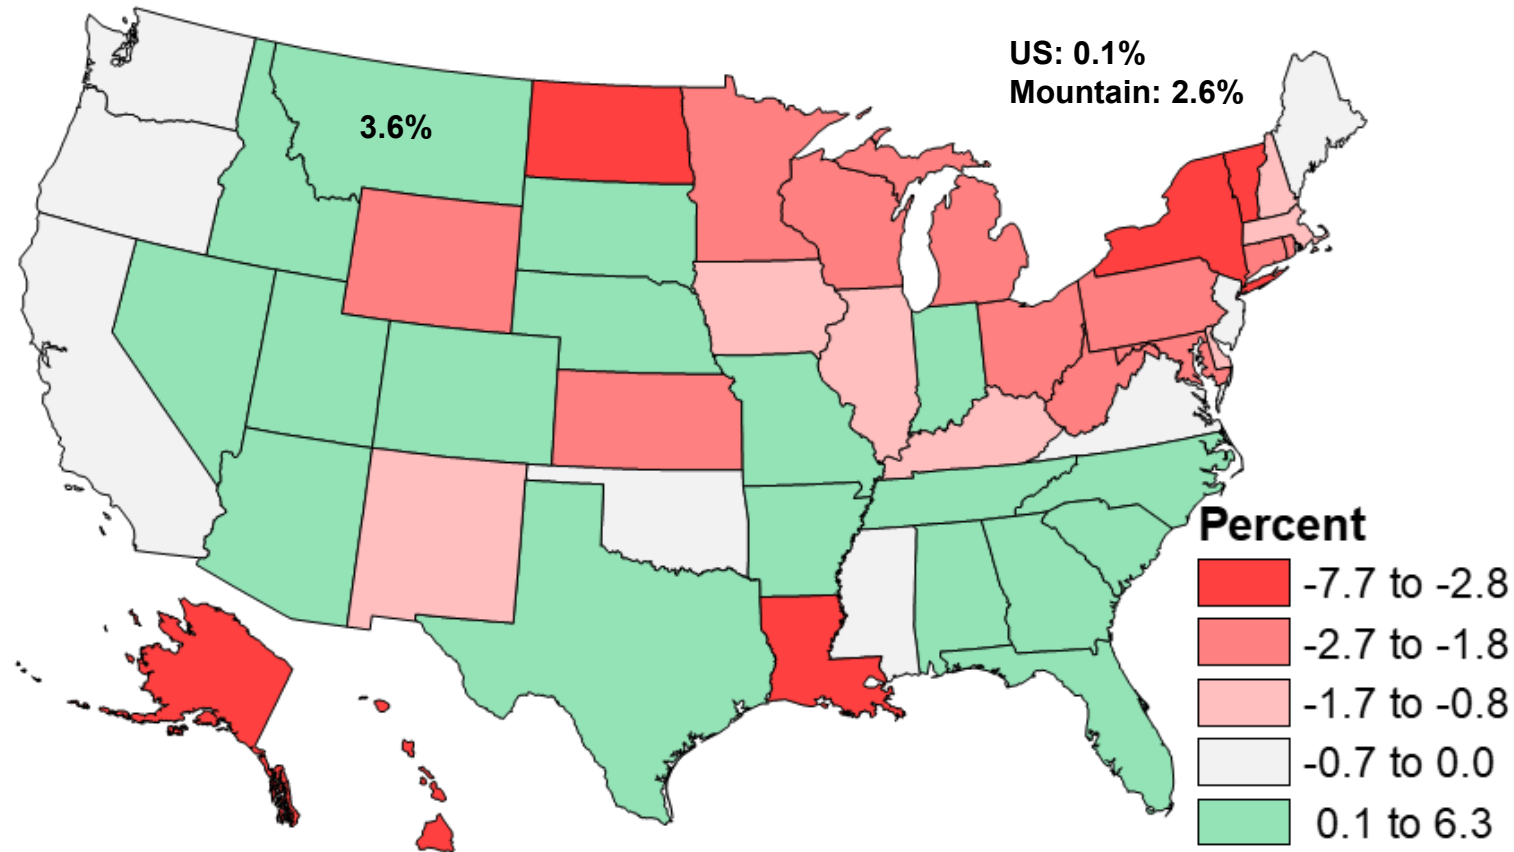 US: 0.1%
Mountain: 2.6%
3.6%
Percent
-7.7 to -2.8
-2.7 to -1.8
-1.7 to -0.8
-0.7 to 0.0
0.1 to 6.3